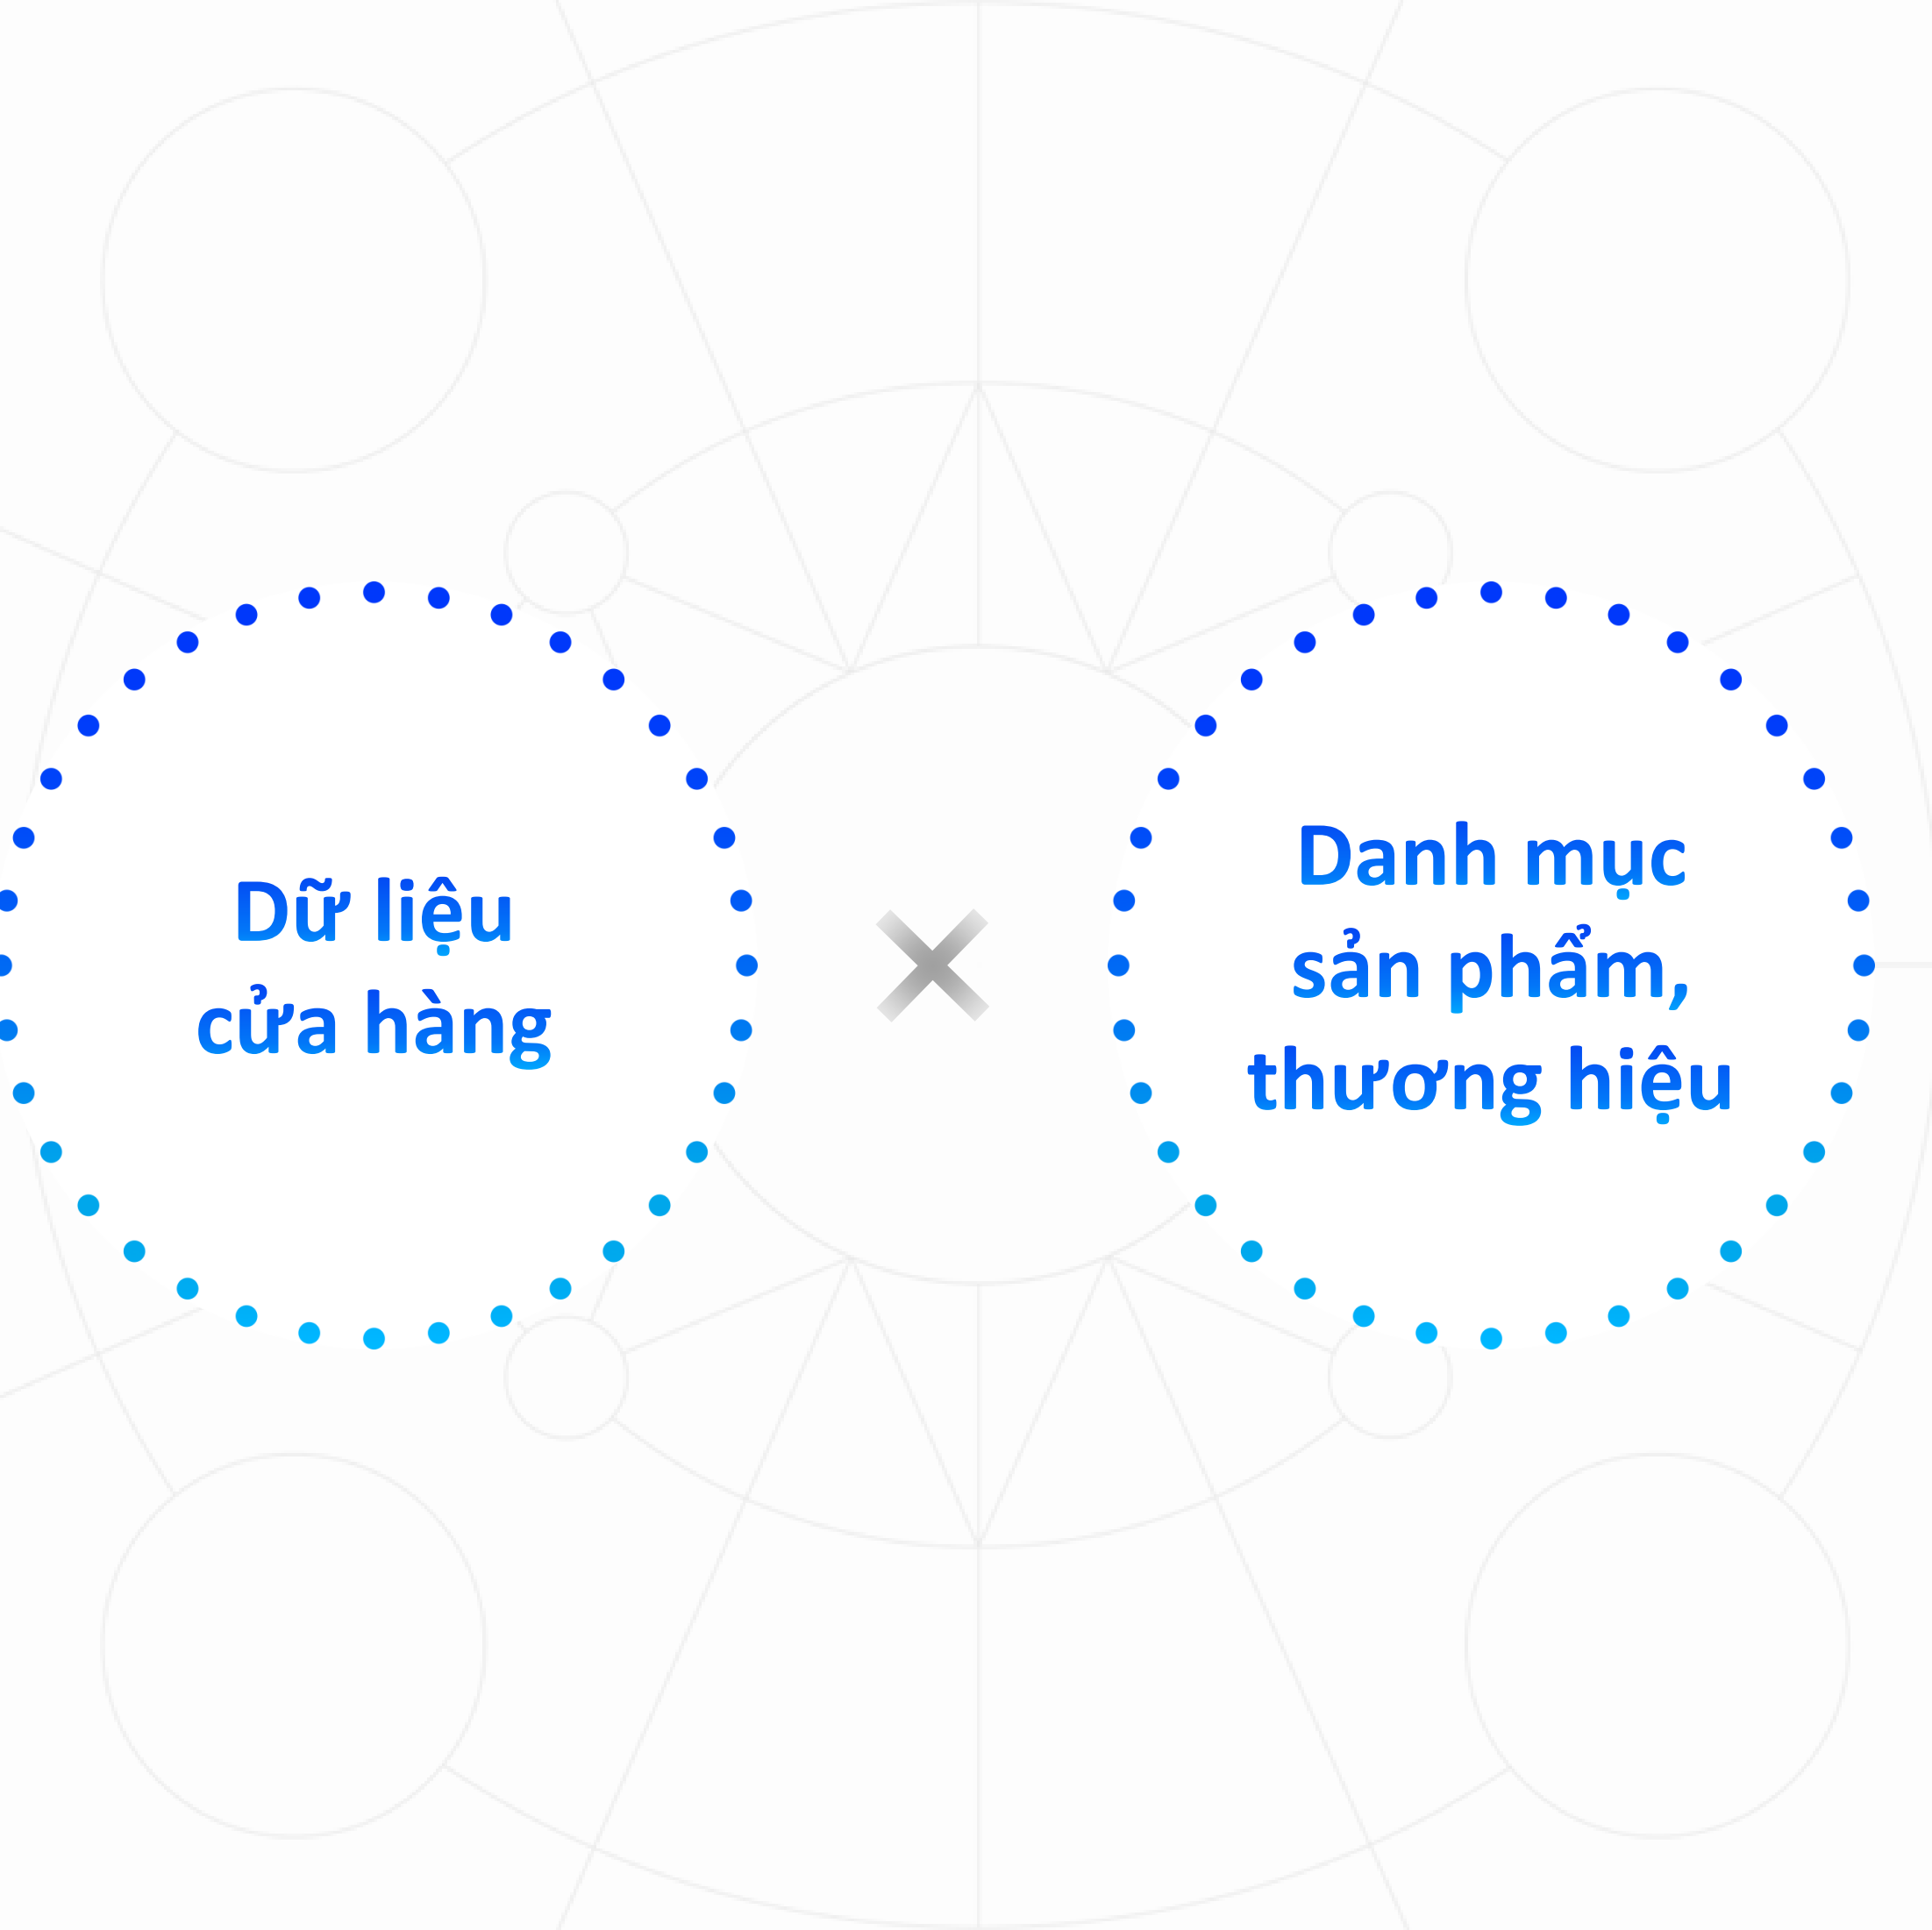 Dữ liệu
cửa hàng
Danh mục
sản phẩm,
thương hiệu